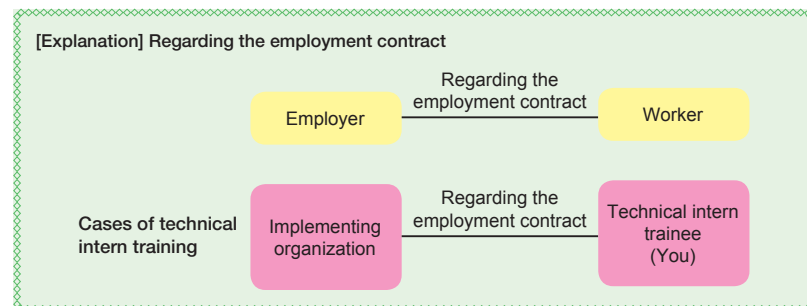 [Explanation] Regarding the employment contract
Regarding the
employment contract
Employer
Worker
Cases of technical
intern training
Implementing
organization
Regarding the
employment contract
Technical intern
trainee
(You)